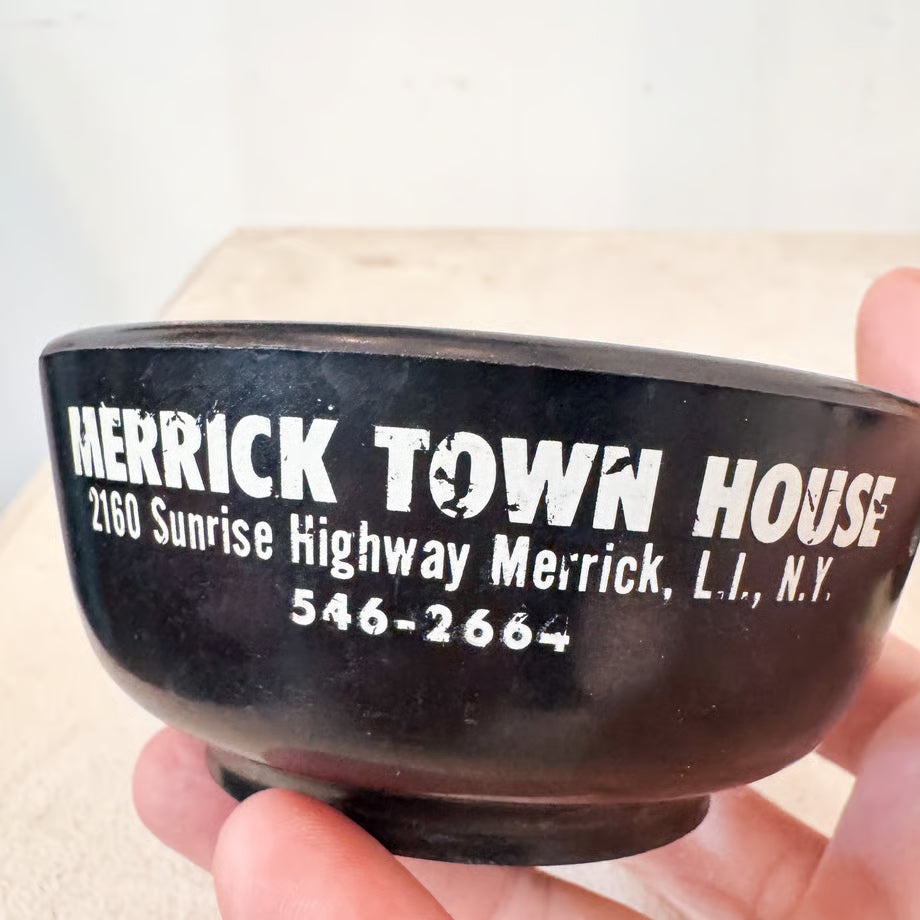 MERRICK TOWN HOUSE
2160 Sunrise Highway Merrick, L.I., N.Y.
546-2664